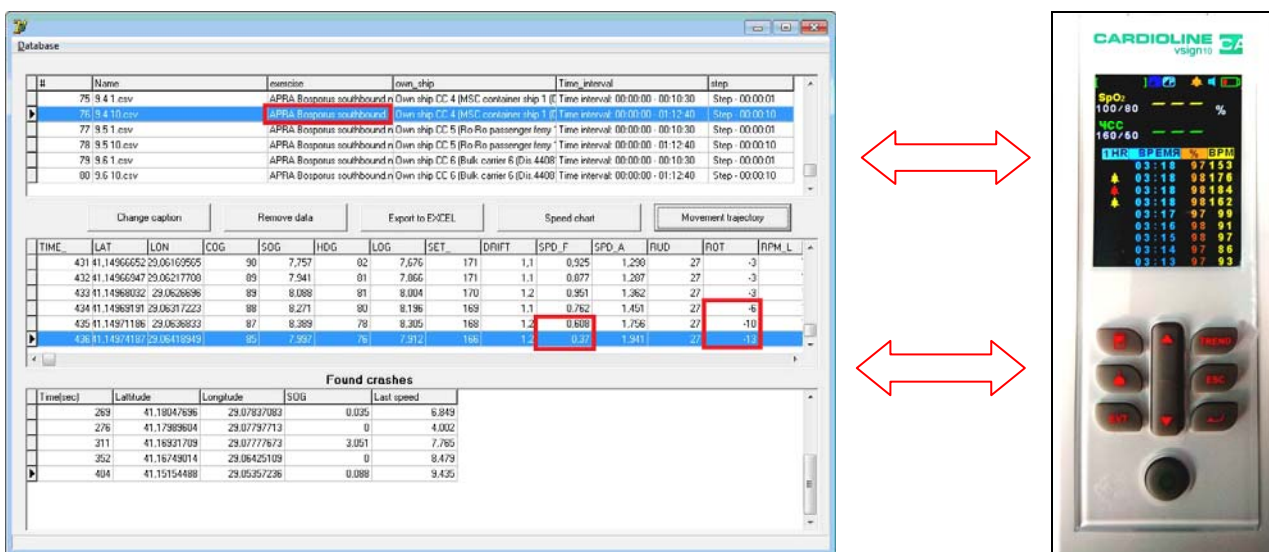 Database
# Name exercise own_ship Time_interval step
75 9.4 1.csv APRA Bosporus southbound.n Own ship CC 4 (MSC container ship 1 (D Time interval: 00:00:00 - 00:10:30 Step - 00:00:01
76 9.4 10.csv APRA Bosporus southbound. Own ship CC 4 (MSC container ship 1 (D Time interval: 00:00:00 - 01:12:40 Step - 00:00:10
77 9.5 1.csv APRA Bosporus southbound.n Own ship CC 5 (Ro-Ro passenger ferry Time interval: 00:00:00 - 00:10:30 Step - 00:00:01
78 9.5 10.csv APRA Bosporus southbound.n Own ship CC 5 (Ro-Ro passenger ferry Time interval: 00:00:00 - 01:12:40 Step - 00:00:10
79 9.6 1.csv APRA Bosporus southbound.n Own ship CC 6 (Bulk carrier 6 (Dis.4408 Time interval: 00:00:00 - 00:10:30 Step - 00:00:01
80 9.6 10.csv APRA Bosporus southbound.n Own ship CC 6 (Bulk carrier 6 (Dis.4408 Time interval: 00:00:00 - 01:12:40 Step - 00:00:10
Change caption Remove data Export to EXCEL Speed chart Movement trajectory
TIME_ LAT LON COG SOG HDG LOG SET_ DRIFT SPD_F SPD_A RUD ROT RPM_L
431 41,14966652 29,06169565 90 7,757 82 7,676 171 1,1 0,925 1,298 27 -3
432 41,14966947 29,06217708 89 7,941 81 7,866 171 1,1 0,877 1,287 27 -3
433 41,14968032 29,0626696 89 8,088 81 8,004 170 1,2 0,951 1,362 27 -3
434 41,14969191 29,06317223 88 8,271 80 8,196 169 1,1 0,762 1,451 27 -6
435 41,14971186 29,0636833 87 8,389 78 8,305 168 1,2 0,608 1,756 27 -10
436 41,14974187 29,06418949 85 7,997 76 7,912 166 1,2 0,37 1,941 27 -13
Found crashes
Time(sec) Lattitude Longitude SOG Last speed
269 41,18047696 29,07837083 0.035 6,849
276 41,17989604 29,07797713 0 4,002
311 41,16931709 29,07777673 3,051 7,765
352 41,16749014 29,06425109 0 8,479
404 41,15154488 29,05357236 0,088 9,435
CARDIOLINE
vsign10
SpO2
100/80 --- %
ЧСС
160/50 ---
1HR ВРЕМЯ % BPM
03:18 97 153
03:18 98 176
03:18 98 184
03:18 98 162
03:17 97 99
03:16 98 91
03:15 98 97
03:14 97 86
03:13 97 93
TREND
ESC